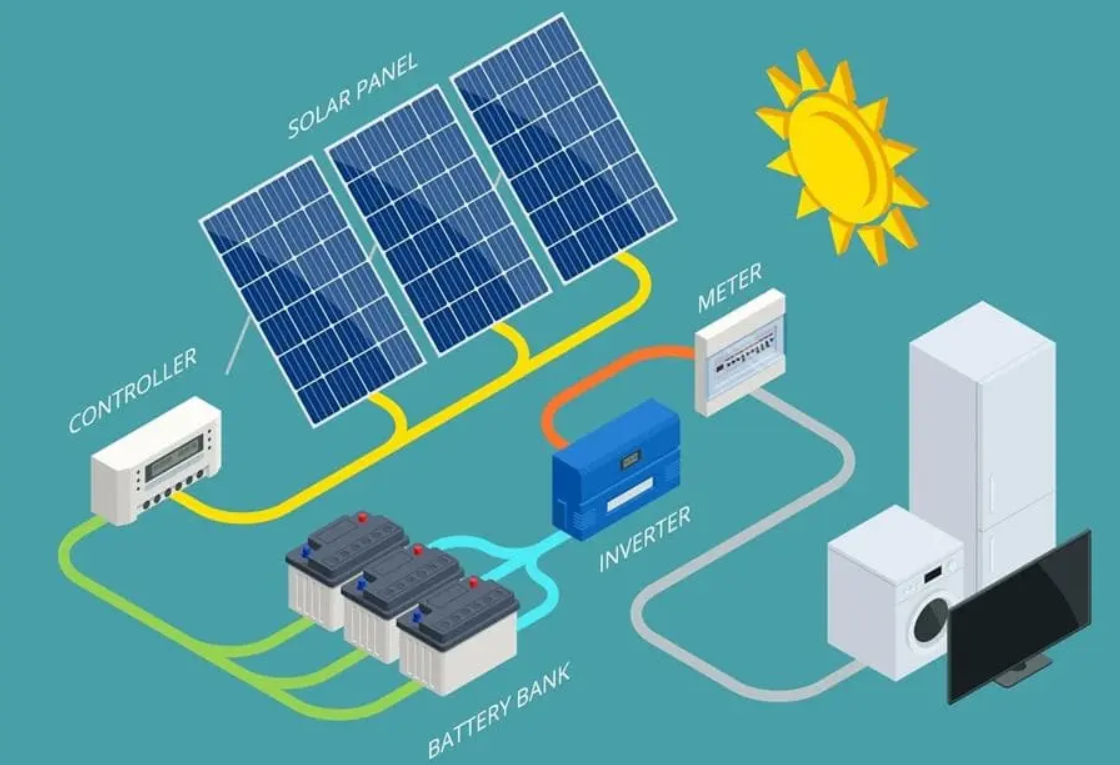 SOLAR PANEL
METER
CONTROLLER
INVERTER
BATTERY BANK